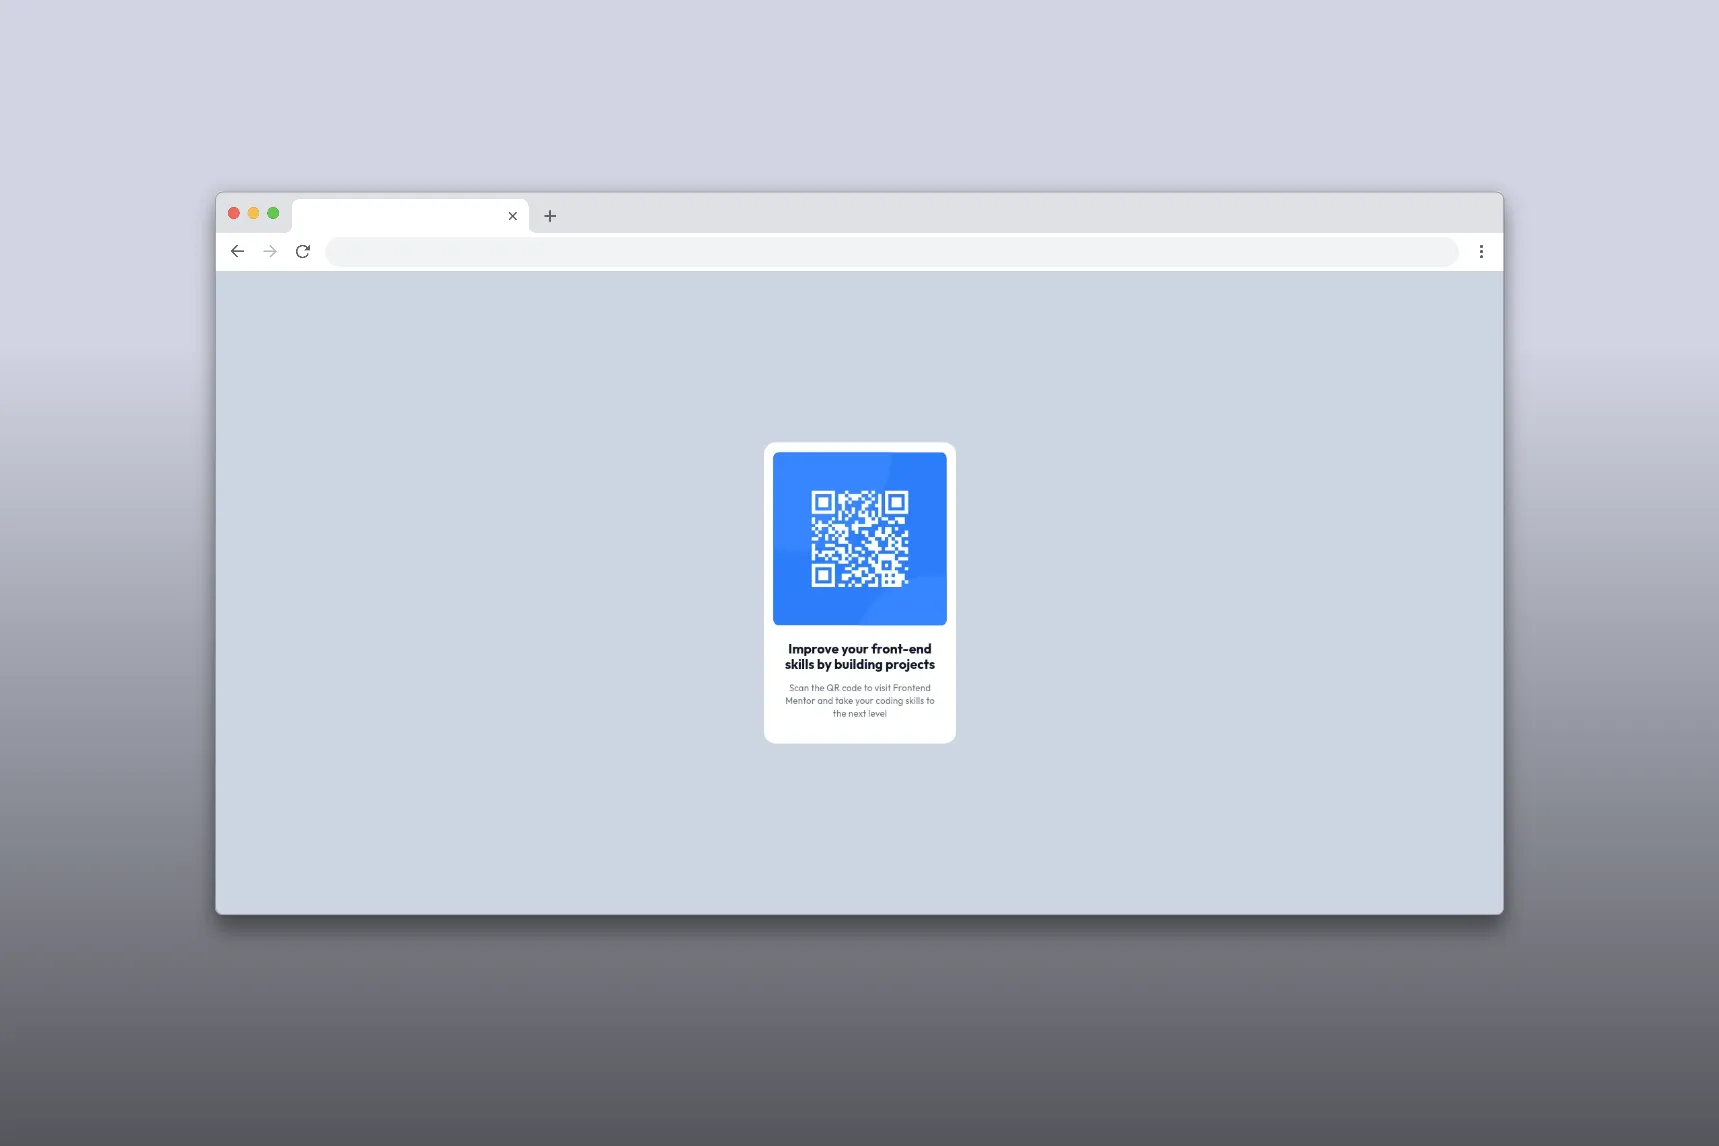 Improve your front-end
skills by building projects
Scan the QR code to visit Frontend
Mentor and take your coding skills to
the next level